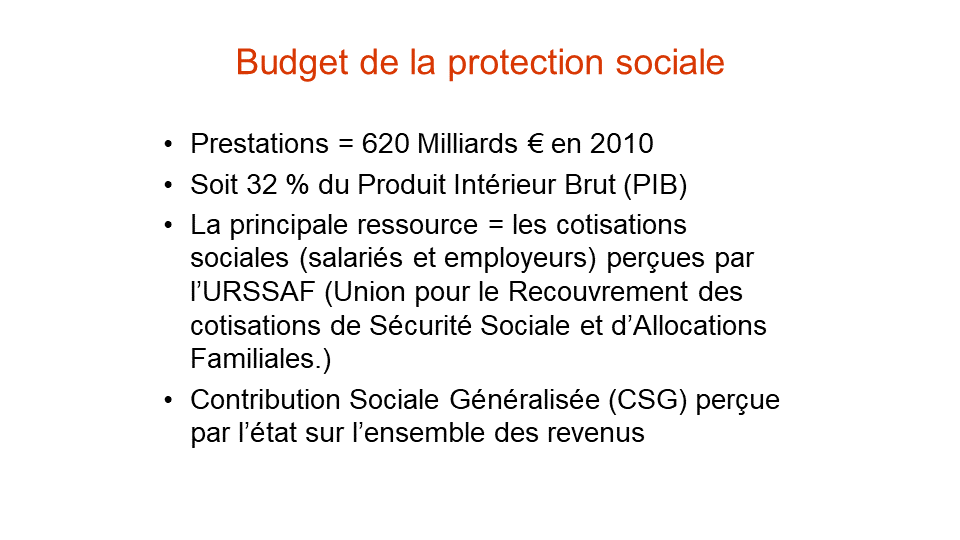 Budget de la protection sociale
• Prestations = 620 Milliards € en 2010
• Soit 32 % du Produit Intérieur Brut (PIB)
• La principale ressource = les cotisations
sociales (salariés et employeurs) perçues par
l’URSSAF (Union pour le Recouvrement des
cotisations de Sécurité Sociale et d’Allocations
Familiales.)
• Contribution Sociale Généralisée (CSG) perçue
par l’état sur l’ensemble des revenus